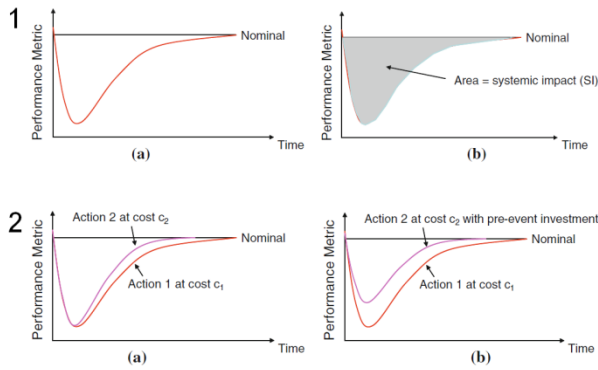 1
Performance Metric
Nominal
Time
(a)
Performance Metric
Nominal
Area = systemic impact (SI)
Time
(b)
2
Performance Metric
Action 2 at cost c₂
Nominal
Action 1 at cost c₁
Time
(a)
Performance Metric
Action 2 at cost c₂ with pre-event investment
Nominal
Action 1 at cost c₁
Time
(b)